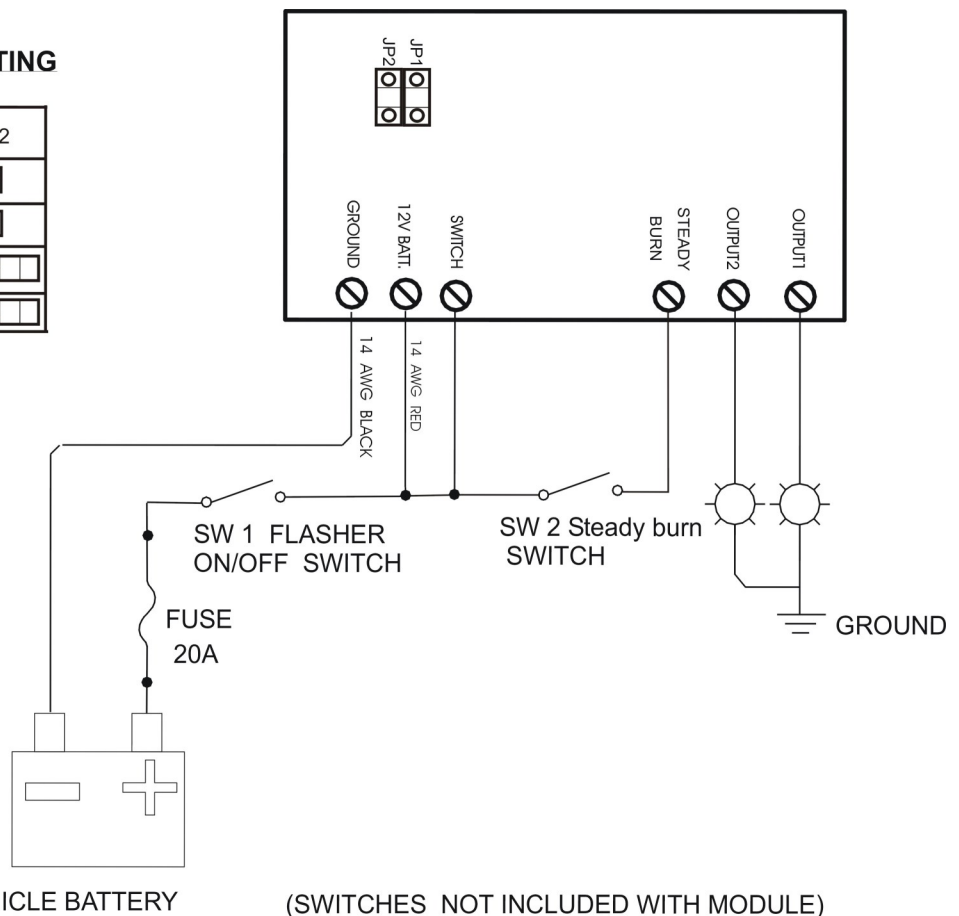 TING
2
JP2
JP1
GROUND
12V BATT.
SWITCH
STEADY
BURN
OUTPUT2
OUTPUT1
14 AWG BLACK
14 AWG RED
SW 1 FLASHER
ON/OFF SWITCH
SW 2 Steady burn
SWITCH
FUSE
20A
GROUND
ICLE BATTERY
(SWITCHES NOT INCLUDED WITH MODULE)